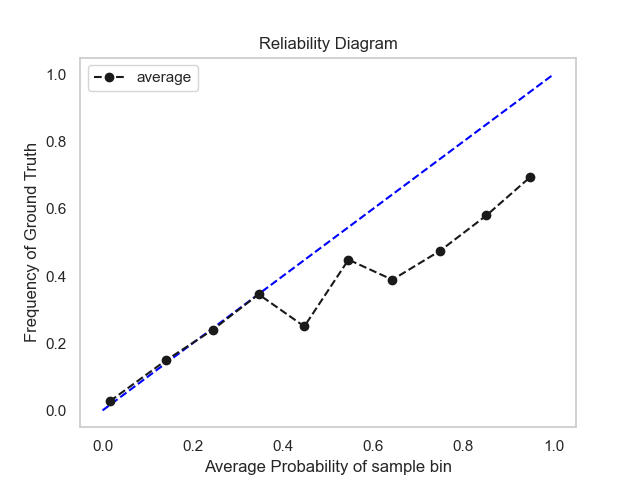 Reliability Diagram
average
Frequency of Ground Truth
1.0
0.8
0.6
0.4
0.2
0.0
0.0 0.2 0.4 0.6 0.8 1.0
Average Probability of sample bin